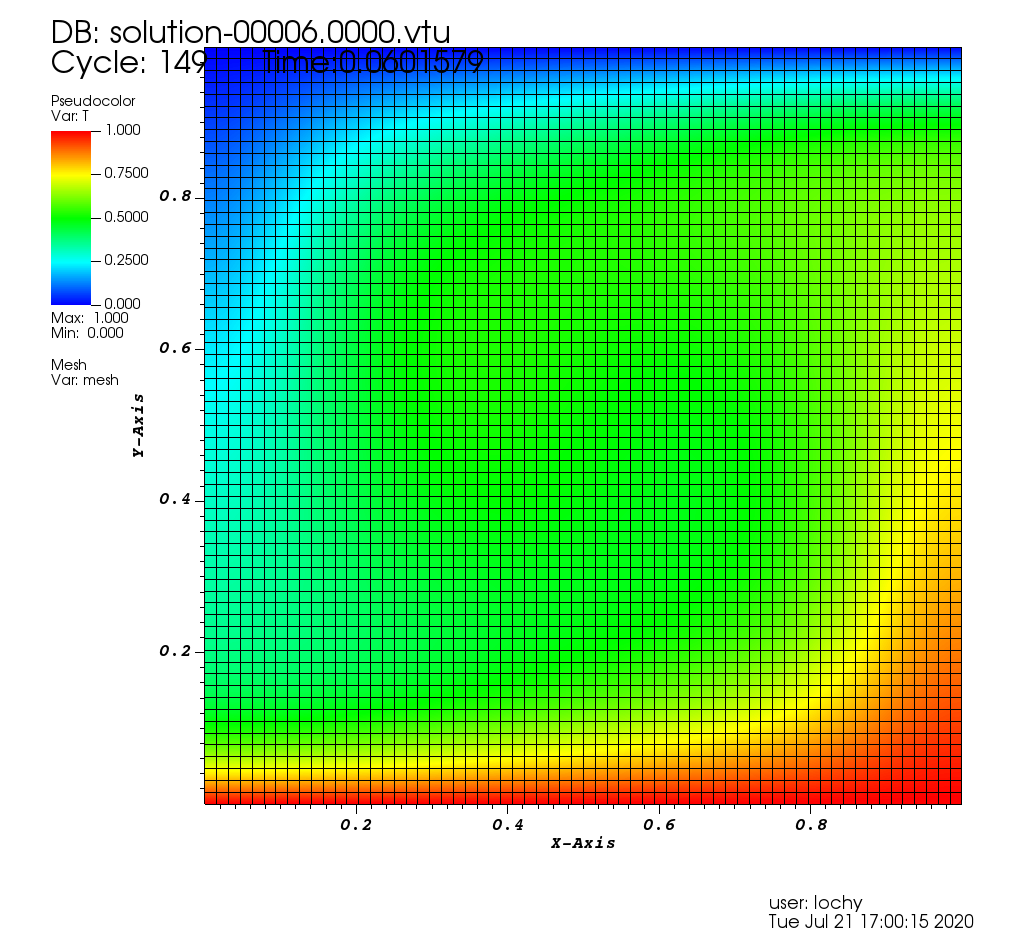 DB: solution-00006.0000.vtu
Cycle: 149 Time:0.0601579
Pseudocolor
Var: T
1.000
0.7500
0.5000
0.2500
0.000
Max: 1.000
Min: 0.000
Mesh
Var: mesh
Y-Axis
0.8
0.6
0.4
0.2
0.2 0.4 0.6 0.8
X-Axis
user: lochy
Tue Jul 21 17:00:15 2020